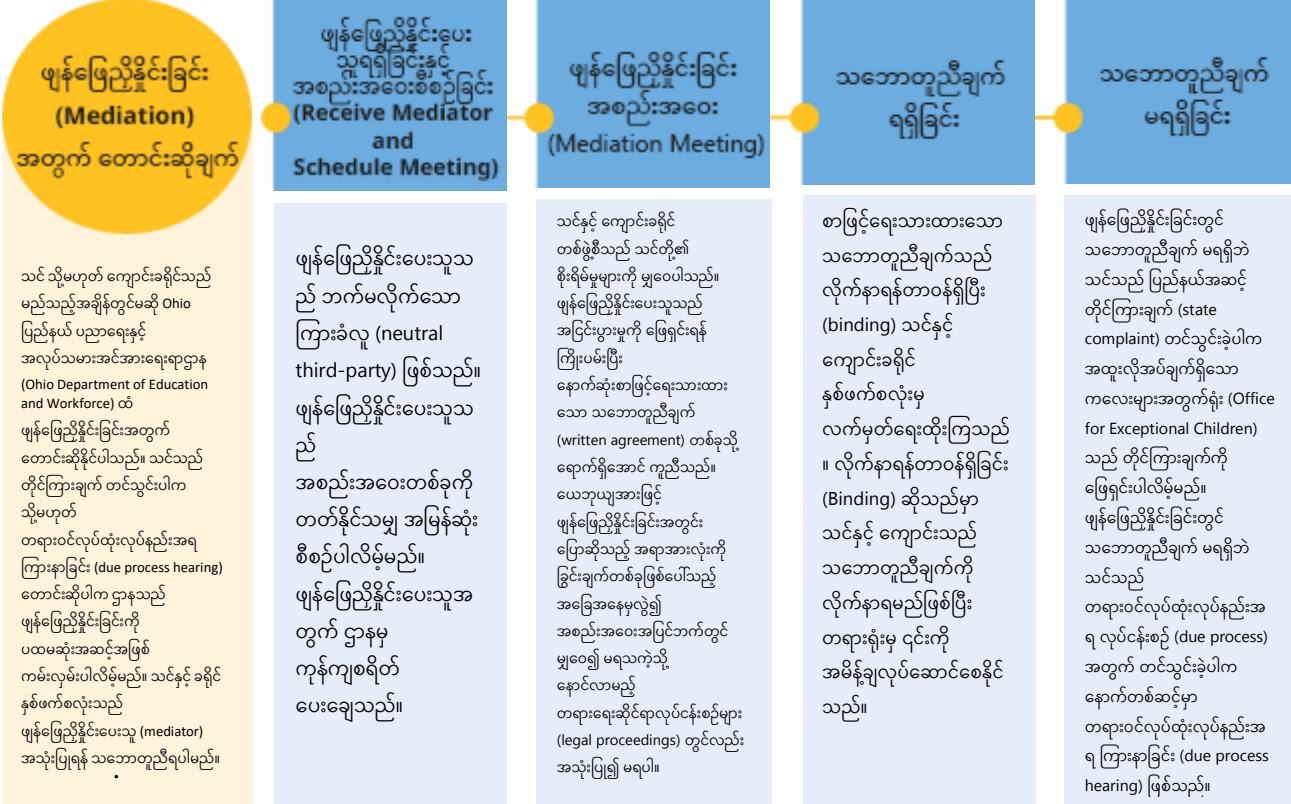 ဖျန်ဖြေညှိနှိုင်းခြင်း
(Mediation)
အတွက် တောင်းဆိုချက်
သင် သို့မဟုတ် ကျောင်းခရိုင်သည်
မည်သည့်အချိန်တွင်မဆို Ohio
ပြည်နယ် ပညာရေးနှင့်
အလုပ်သမားအင်အားရေးရာဌာန
(Ohio Department of Education
and Workforce) ထံ
ဖျန်ဖြေညှိနှိုင်းခြင်းအတွက်
တောင်းဆိုနိုင်ပါသည်။ သင်သည်
တိုင်ကြားချက် တင်သွင်းပါက
သို့မဟုတ်
တရားဝင်လုပ်ထုံးလုပ်နည်းအရ
ကြားနာခြင်း (due process hearing)
တောင်းဆိုပါက ဌာနသည်
ဖျန်ဖြေညှိနှိုင်းခြင်းကို
ပထမဆုံးအဆင့်အဖြစ်
ကမ်းလှမ်းပါလိမ့်မည်။ သင်နှင့် ခရိုင်
နှစ်ဖက်စလုံးသည်
ဖျန်ဖြေညှိနှိုင်းပေးသူ (mediator)
အသုံးပြုရန် သဘောတူညီရပါမည်။
•
ဖျန်ဖြေညှိနှိုင်းပေး
သူရရှိခြင်းနှင့်
အစည်းအဝေးစီစဉ်ခြင်း
(Receive Mediator
and
Schedule Meeting)
ဖျန်ဖြေညှိနှိုင်းပေးသူသ
ည် ဘက်မလိုက်သော
ကြားခံလူ (neutral
third-party) ဖြစ်သည်။
ဖျန်ဖြေညှိနှိုင်းပေးသူသ
ည်
အစည်းအဝေးတစ်ခုကို
တတ်နိုင်သမျှ အမြန်ဆုံး
စီစဉ်ပါလိမ့်မည်။
ဖျန်ဖြေညှိနှိုင်းပေးသူအ
တွက် ဌာနမှ
ကုန်ကျစရိတ်
ပေးချေသည်။
ဖျန်ဖြေညှိနှိုင်းခြင်း
အစည်းအဝေး
(Mediation Meeting)
သင်နှင့် ကျောင်းခရိုင်
တစ်ဖွဲ့စီသည် သင်တို့၏
စိုးရိမ်မှုများကို မျှဝေပါသည်။
ဖျန်ဖြေညှိနှိုင်းပေးသူသည်
အငြင်းပွားမှုကို ဖြေရှင်းရန်
ကြိုးပမ်းပြီး
နောက်ဆုံးစာဖြင့်ရေးသားထား
သော သဘောတူညီချက်
(written agreement) တစ်ခုသို့
ရောက်ရှိအောင် ကူညီသည်။
ယေဘုယျအားဖြင့်
ဖျန်ဖြေညှိနှိုင်းခြင်းအတွင်း
ပြောဆိုသည့် အရာအားလုံးကို
ခြွင်းချက်တစ်ခုဖြစ်ပေါ်သည့်
အခြေအနေမှလွဲ၍
အစည်းအဝေးအပြင်ဘက်တွင်
မျှဝေ၍ မရသကဲ့သို့
နောင်လာမည့်
တရားရေးဆိုင်ရာလုပ်ငန်းစဉ်များ
(legal proceedings) တွင်လည်း
အသုံးပြု၍ မရပါ။
သဘောတူညီချက်
ရရှိခြင်း
စာဖြင့်ရေးသားထားသော
သဘောတူညီချက်သည်
လိုက်နာရန်တာဝန်ရှိပြီး
(binding) သင်နှင့်
ကျောင်းခရိုင်
နှစ်ဖက်စလုံးမှ
လက်မှတ်ရေးထိုးကြသည်
။ လိုက်နာရန်တာဝန်ရှိခြင်း
(Binding) ဆိုသည်မှာ
သင်နှင့် ကျောင်းသည်
သဘောတူညီချက်ကို
လိုက်နာရမည်ဖြစ်ပြီး
တရားရုံးမှ ၎င်းကို
အမိန့်ချလုပ်ဆောင်စေနိုင်
သည်။
သဘောတူညီချက်
မရရှိခြင်း
ဖျန်ဖြေညှိနှိုင်းခြင်းတွင်
သဘောတူညီချက် မရရှိဘဲ
သင်သည် ပြည်နယ်အဆင့်
တိုင်ကြားချက် (state
complaint) တင်သွင်းခဲ့ပါက
အထူးလိုအပ်ချက်ရှိသော
ကလေးများအတွက်ရုံး (Office
for Exceptional Children)
သည် တိုင်ကြားချက်ကို
ဖြေရှင်းပါလိမ့်မည်။
ဖျန်ဖြေညှိနှိုင်းခြင်းတွင်
သဘောတူညီချက် မရရှိဘဲ
သင်သည်
တရားဝင်လုပ်ထုံးလုပ်နည်းအ
ရ လုပ်ငန်းစဉ် (due process)
အတွက် တင်သွင်းခဲ့ပါက
နောက်တစ်ဆင့်မှာ
တရားဝင်လုပ်ထုံးလုပ်နည်းအ
ရ ကြားနာခြင်း (due process
hearing) ဖြစ်သည်။